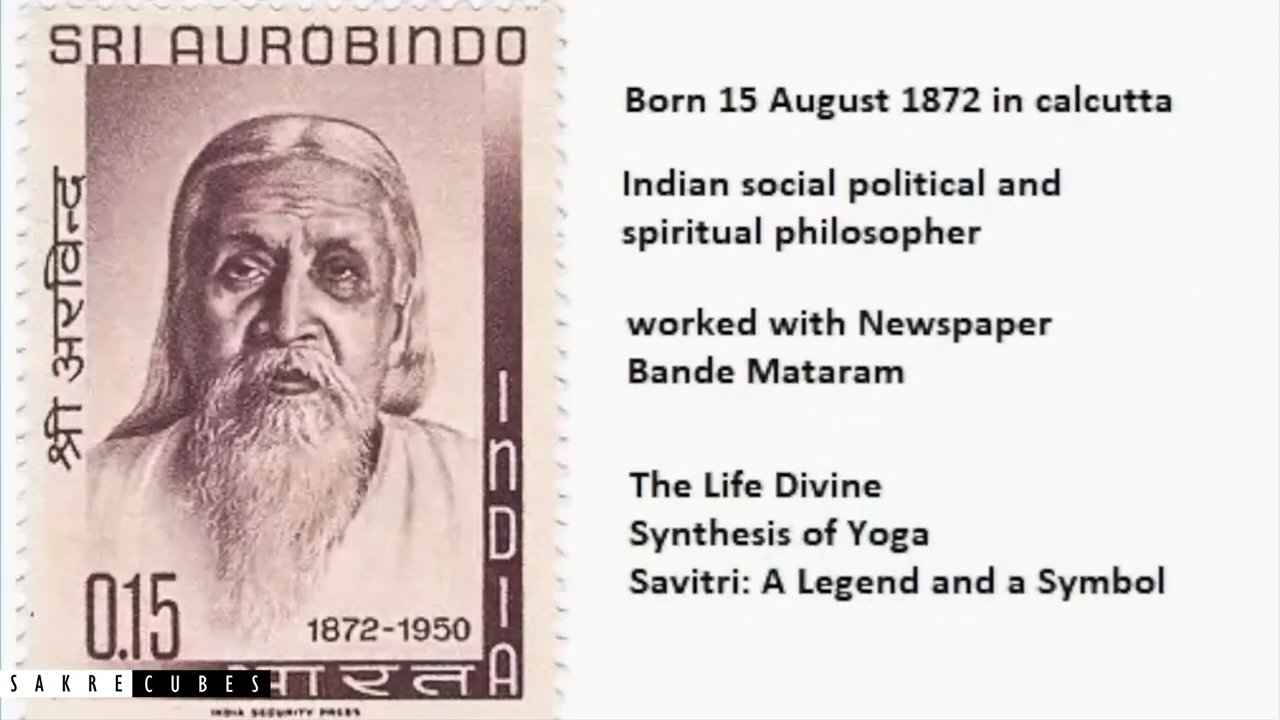 SRI AUROBINDO
श्री अरविन्द
INDIA
0.15
1872-1950
भारत
INDIA SECURITY PRESS
SAKRECUBES
Born 15 August 1872 in calcutta
Indian social political and
spiritual philosopher
worked with Newspaper
Bande Mataram
The Life Divine
Synthesis of Yoga
Savitri: A Legend and a Symbol